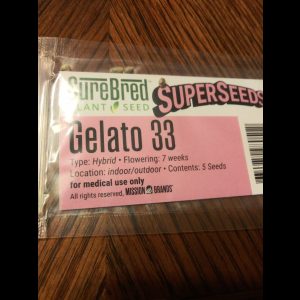 SureBred
PLANT SEED
SUPERSEEDS
Gelato 33
Type: Hybrid • Flowering: 7 weeks
Location: indoor/outdoor • Contents: 5 Seeds
for medical use only
All rights reserved, MISSION BRANDS